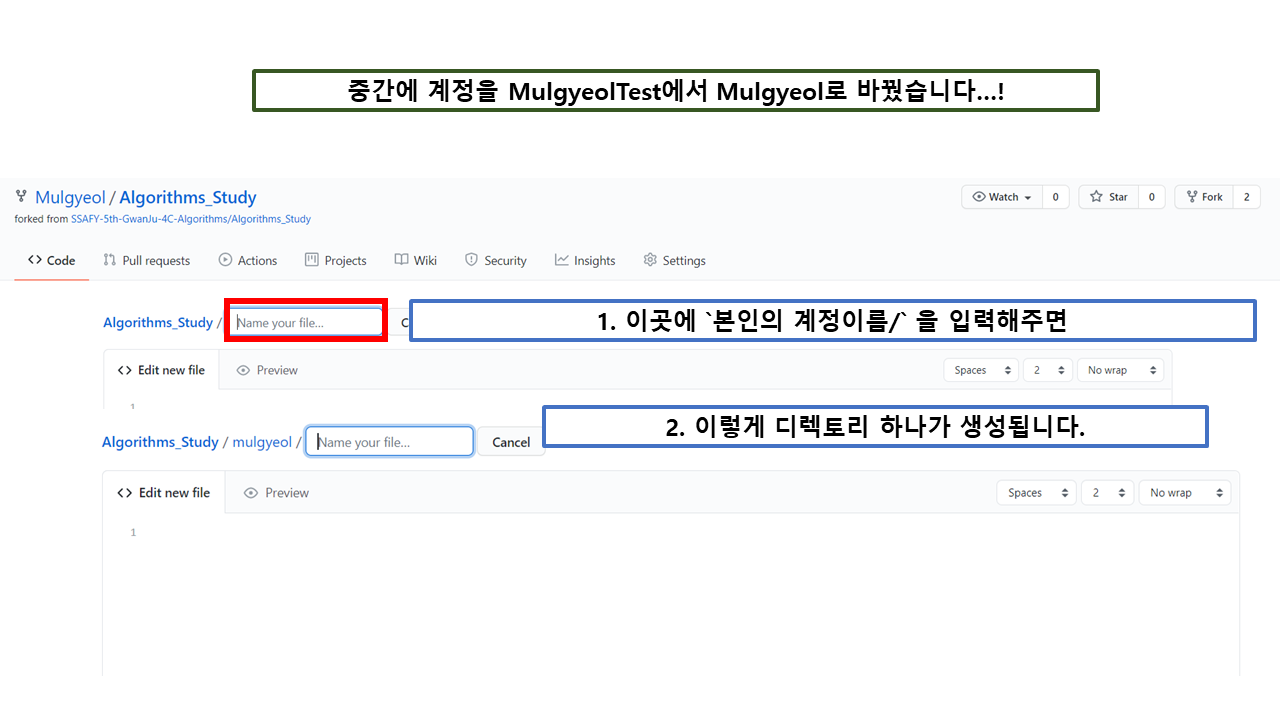 중간에 계정을 MulgyeolTest에서 Mulgyeol로 바꿨습니다...!
Mulgyeol / Algorithms_Study
Watch 0 Star 0 Fork 2
forked from SSAFY-5th-GwanJu-4C-Algorithms/Algorithms_Study
Code Pull requests Actions Projects Wiki Security Insights Settings
Algorithms_Study / Name your file... C
1. 이곳에 `본인의 계정이름/` 을 입력해주면
Edit new file Preview Spaces 2 No wrap
1
2. 이렇게 디렉토리 하나가 생성됩니다.
Algorithms_Study / mulgyeol / Name your file... Cancel
Edit new file Preview Spaces 2 No wrap
1